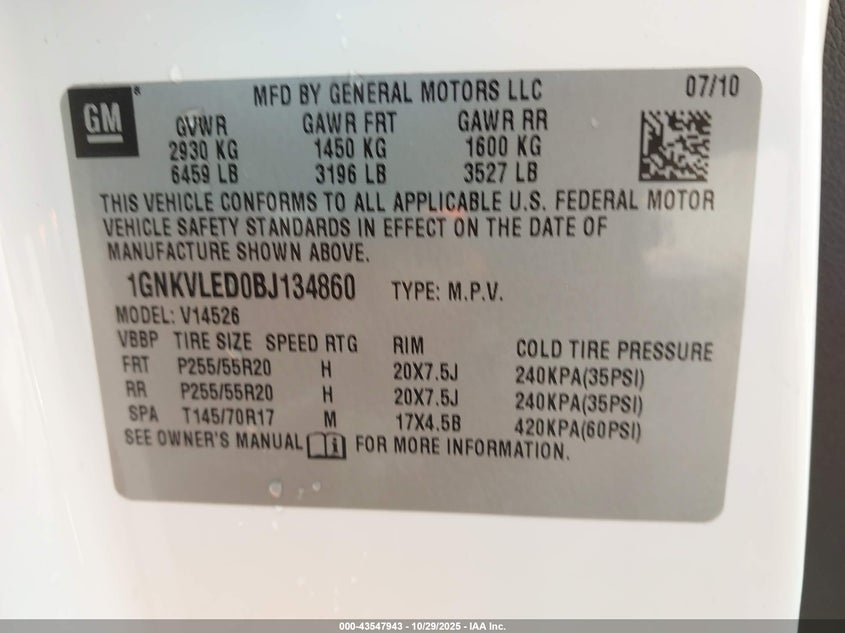 GM
MFD BY GENERAL MOTORS LLC 07/10
GVWR GAWR FRT GAWR RR
2930 KG 1450 KG 1600 KG
6459 LB 3196 LB 3527 LB
THIS VEHICLE CONFORMS TO ALL APPLICABLE U.S. FEDERAL MOTOR
VEHICLE SAFETY STANDARDS IN EFFECT ON THE DATE OF
MANUFACTURE SHOWN ABOVE.
1GNKVLED0BJ134860 TYPE: M.P.V.
MODEL: V14526
VBBP TIRE SIZE SPEED RTG RIM COLD TIRE PRESSURE
FRT P255/55R20 H 20X7.5J 240KPA(35PSI)
RR P255/55R20 H 20X7.5J 240KPA(35PSI)
SPA T145/70R17 M 17X4.5B 420KPA(60PSI)
SEE OWNER'S MANUAL i FOR MORE INFORMATION.
000-43547943 - 10/29/2025 - IAA Inc.